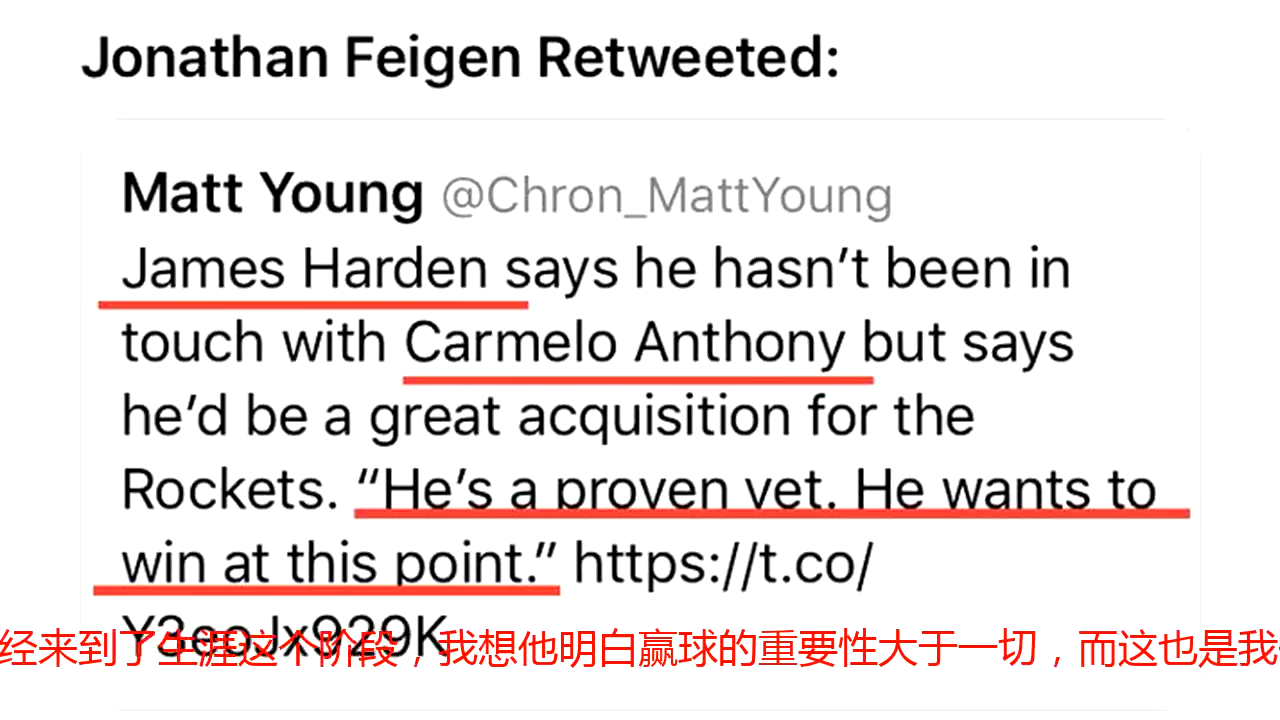 Jonathan Feigen Retweeted:
Matt Young @Chron_MattYoung
James Harden says he hasn't been in
touch with Carmelo Anthony but says
he'd be a great acquisition for the
Rockets. “He's a proven vet. He wants to
win at this point.” https://t.co/
经来到了生涯这个阶段，我想他明白赢球的重要性大于一切，而这也是我